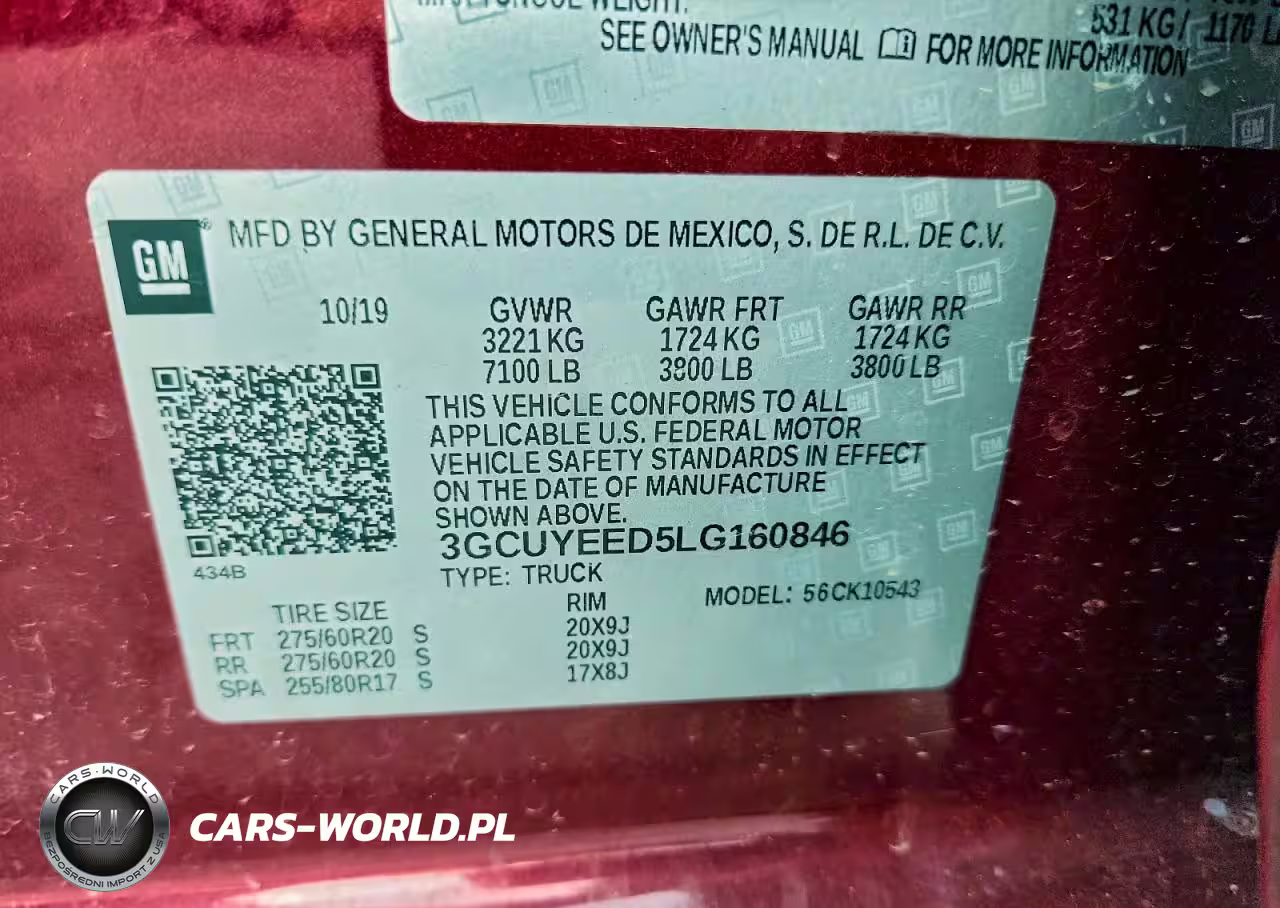 531 KG / 1170
SEE OWNER'S MANUAL FOR MORE INFORMATION
GM
MFD BY GENERAL MOTORS DE MEXICO, S. DE R.L. DE C.V.
10/19 GVWR GAWR FRT GAWR RR
3221 KG 1724 KG 1724 KG
7100 LB 3800 LB 3800 LB
THIS VEHICLE CONFORMS TO ALL
APPLICABLE U.S. FEDERAL MOTOR
VEHICLE SAFETY STANDARDS IN EFFECT
ON THE DATE OF MANUFACTURE
SHOWN ABOVE.
3GCUYEED5LG160846
434B
TYPE: TRUCK
MODEL: 56CK10543
TIRE SIZE RIM
FRT 275/60R20 S 20X9J
RR 275/60R20 S 20X9J
SPA 255/80R17 S 17X8J
CARS-WORLD
CW
BEZPOŚREDNI IMPORT Z USA
CARS-WORLD.PL